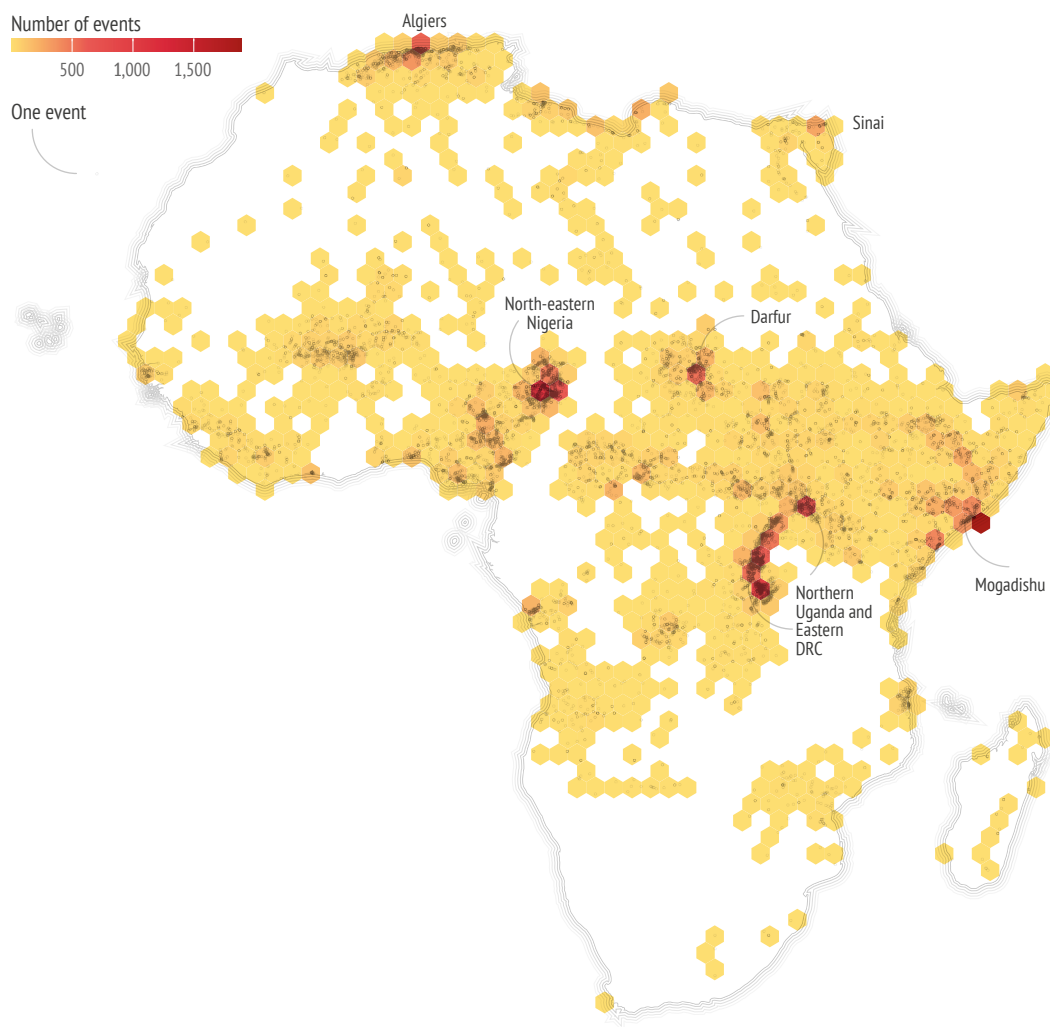 Number of events
500 1,000 1,500
One event
Algiers
Sinai
North-eastern
Nigeria
Darfur
Mogadishu
Northern
Uganda and
Eastern
DRC